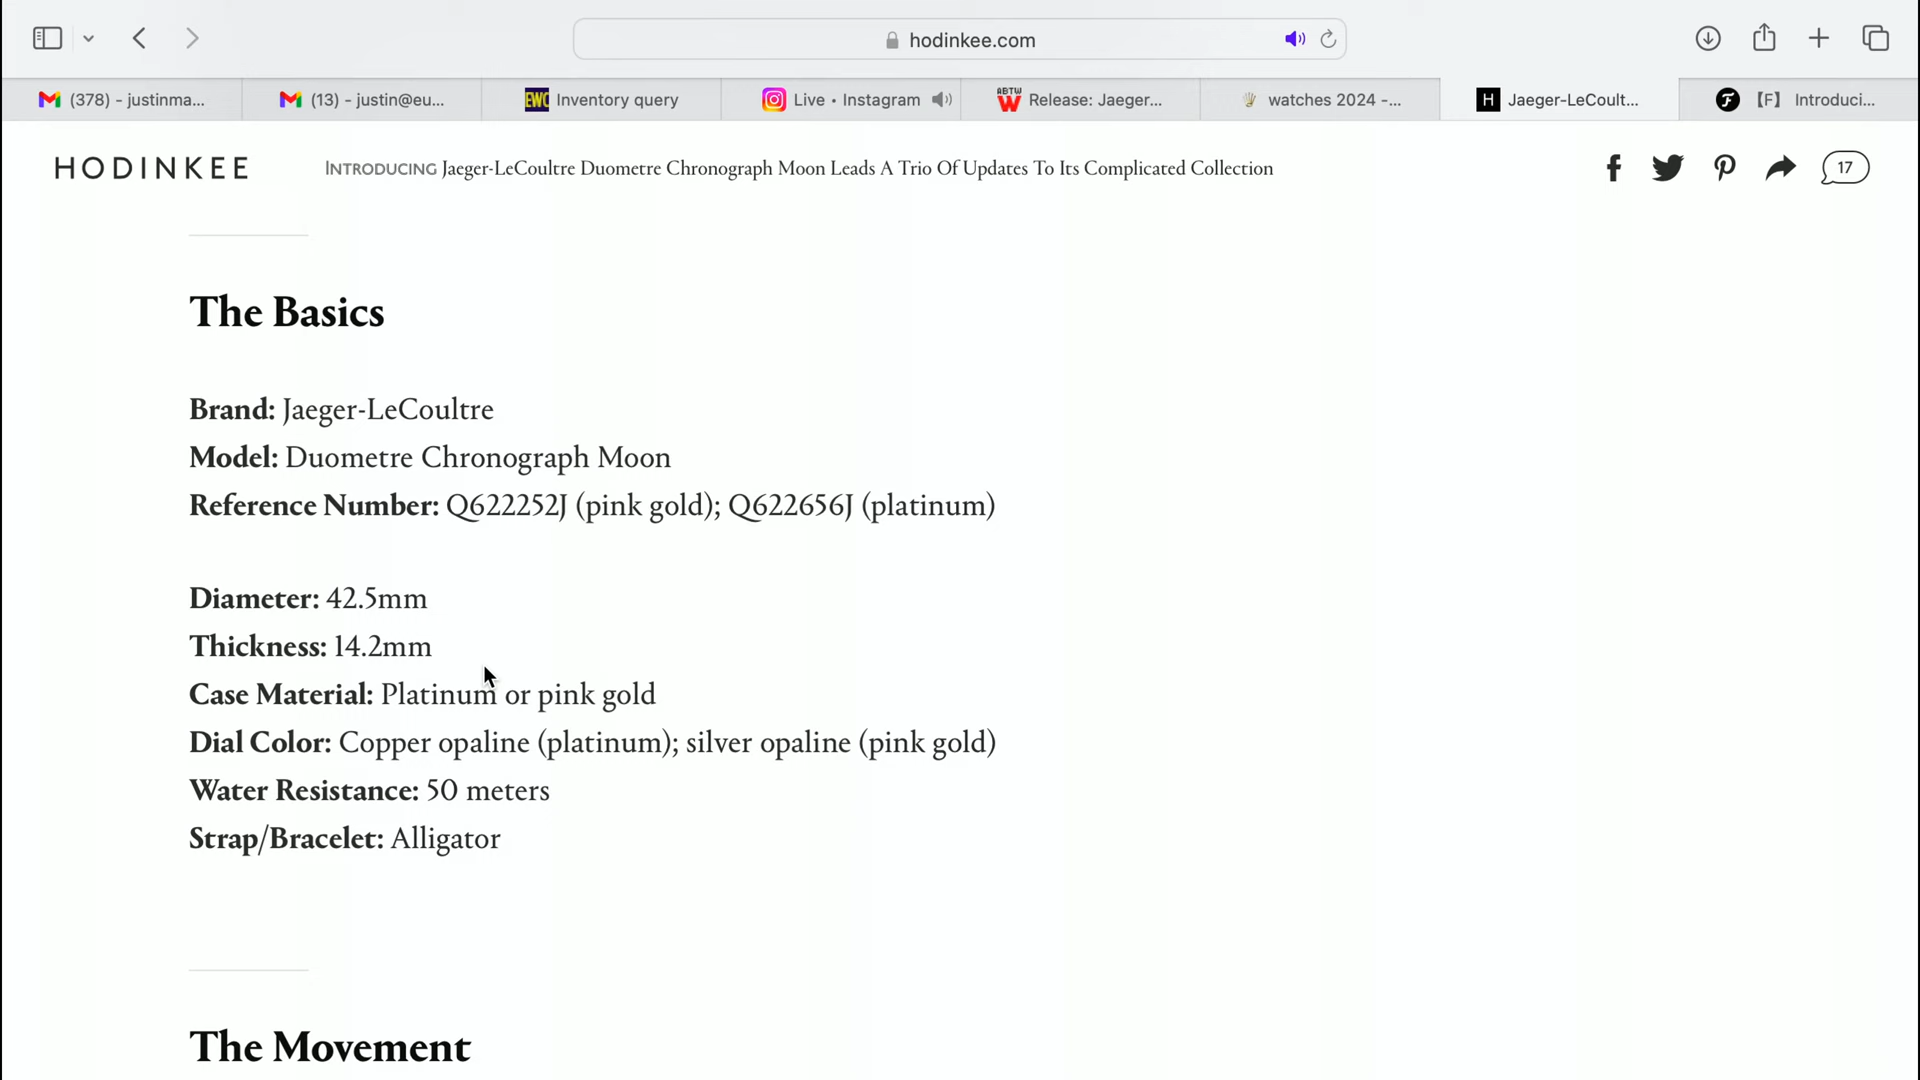 hodinkee.com
(378) - justinma...
(13) - justin@eu...
EWC Inventory query
Live • Instagram
ABTW Release: Jaeger...
watches 2024 -...
H Jaeger-LeCoult...
F 【F】 Introduci...
HODINKEE
INTRODUCING Jaeger-LeCoultre Duometre Chronograph Moon Leads A Trio Of Updates To Its Complicated Collection
17
The Basics
Brand: Jaeger-LeCoultre
Model: Duometre Chronograph Moon
Reference Number: Q622252J (pink gold); Q622656J (platinum)
Diameter: 42.5mm
Thickness: 14.2mm
Case Material: Platinum or pink gold
Dial Color: Copper opaline (platinum); silver opaline (pink gold)
Water Resistance: 50 meters
Strap/Bracelet: Alligator
The Movement